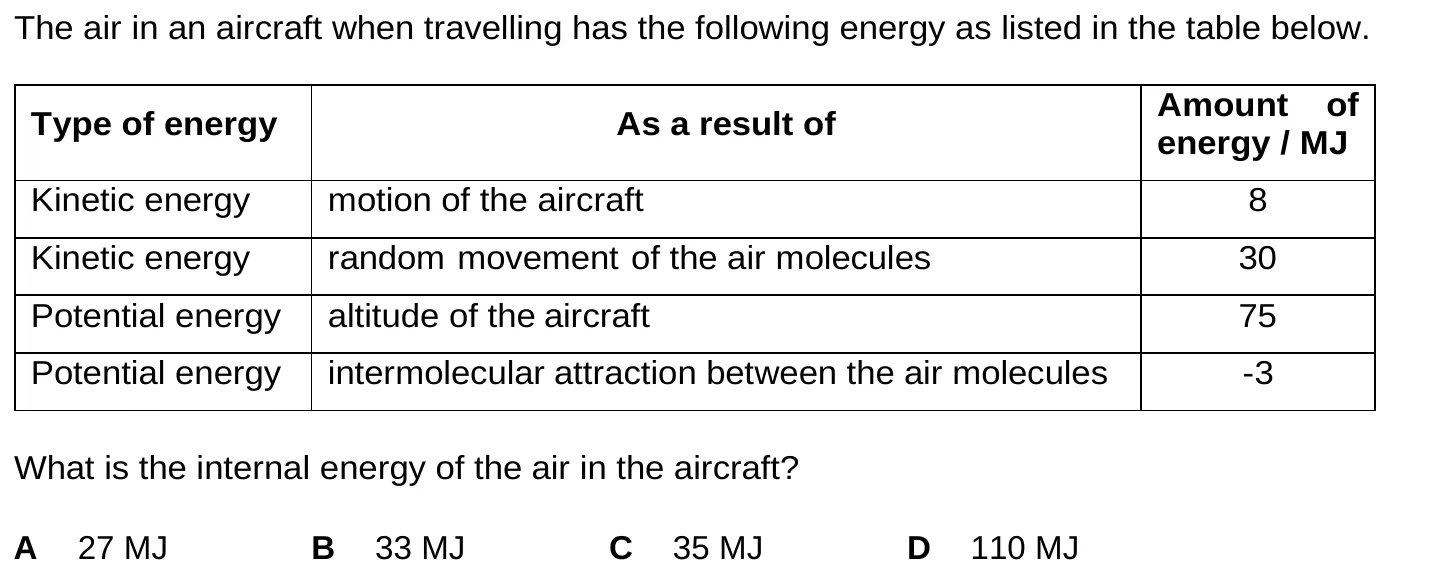 The air in an aircraft when travelling has the following energy as listed in the table below.
Type of energy As a result of Amount of energy / MJ
Kinetic energy motion of the aircraft 8
Kinetic energy random movement of the air molecules 30
Potential energy altitude of the aircraft 75
Potential energy intermolecular attraction between the air molecules -3
What is the internal energy of the air in the aircraft?
A 27 MJ B 33 MJ C 35 MJ D 110 MJ